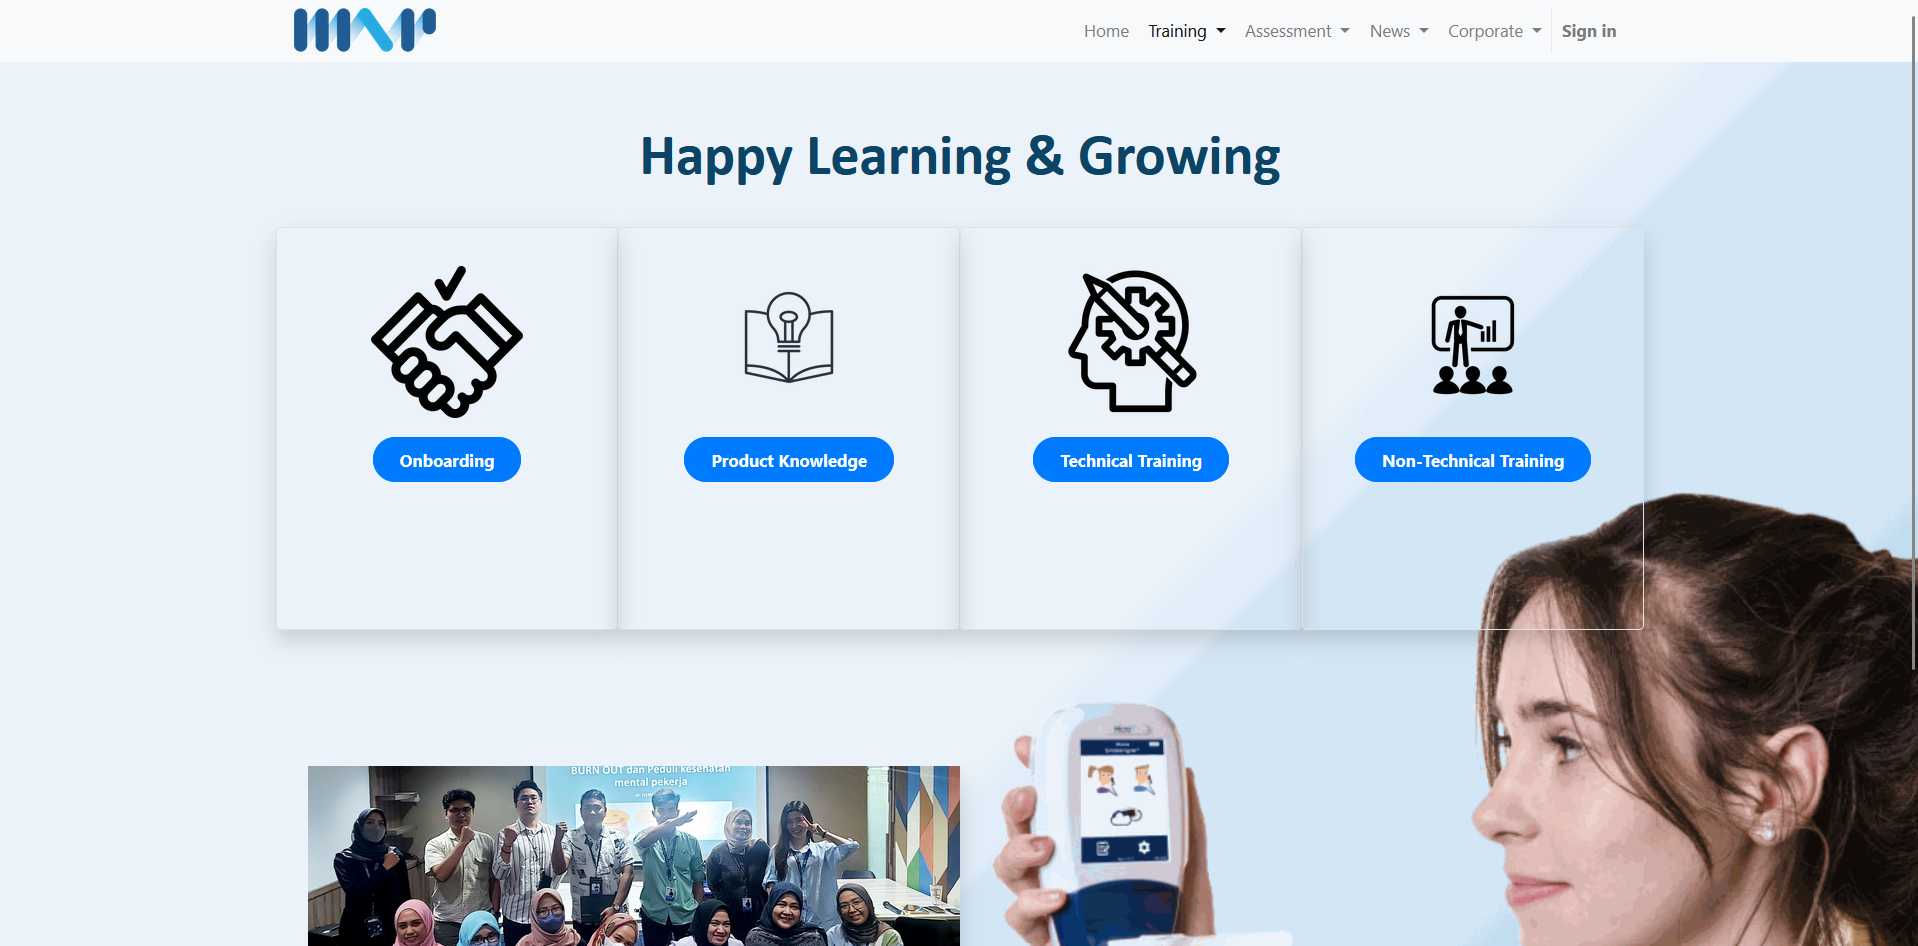 Home Training Assessment News Corporate Sign in
Happy Learning & Growing
Onboarding
Product Knowledge
Technical Training
Non-Technical Training
BURN OUT dan Peduli kesehatan
mental pekerja